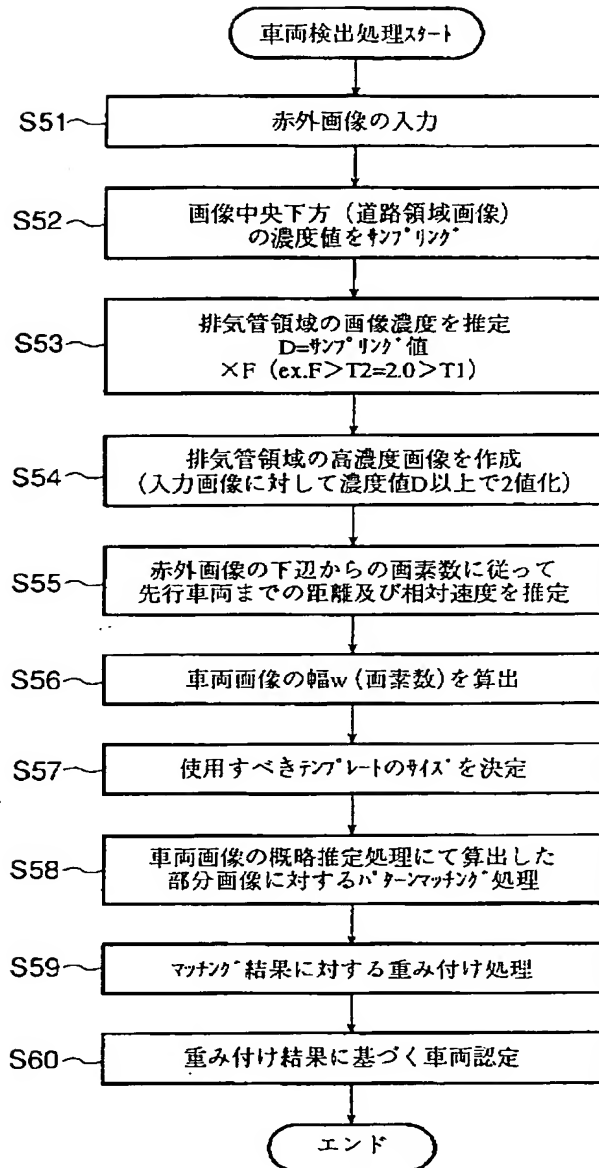 車両検出処理スタート
S51
赤外画像の入力
S52
画像中央下方（道路領域画像）
の濃度値をサンプリング
S53
排気管領域の画像濃度を推定
D=サンプリング値
×F（ex.F>T2=2.0>T1）
S54
排気管領域の高濃度画像を作成
（入力画像に対して濃度値D以上で2値化）
S55
赤外画像の下辺からの画素数に従って
先行車両までの距離及び相対速度を推定
S56
車両画像の幅w（画素数）を算出
S57
使用すべきテンプレートのサイズを決定
S58
車両画像の概略推定処理にて算出した
部分画像に対するパターンマッチング処理
S59
マッチング結果に対する重み付け処理
S60
重み付け結果に基づく車両認定
エンド